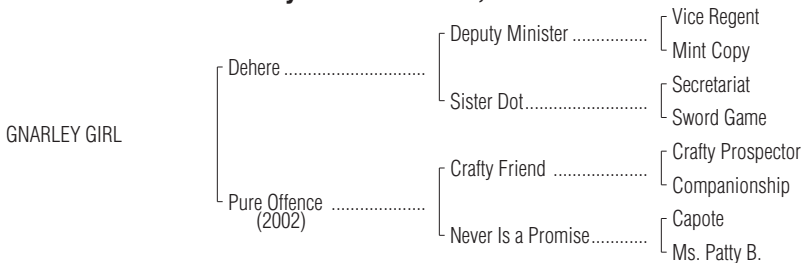 Vice Regent
Deputy Minister ................
Mint Copy
Dehere .............................
Secretariat
Sister Dot.........................
Sword Game
GNARLEY GIRL
Crafty Prospector
Crafty Friend ...................
Companionship
Pure Offence ...................
(2002)
Capote
Never Is a Promise............
Ms. Patty B.